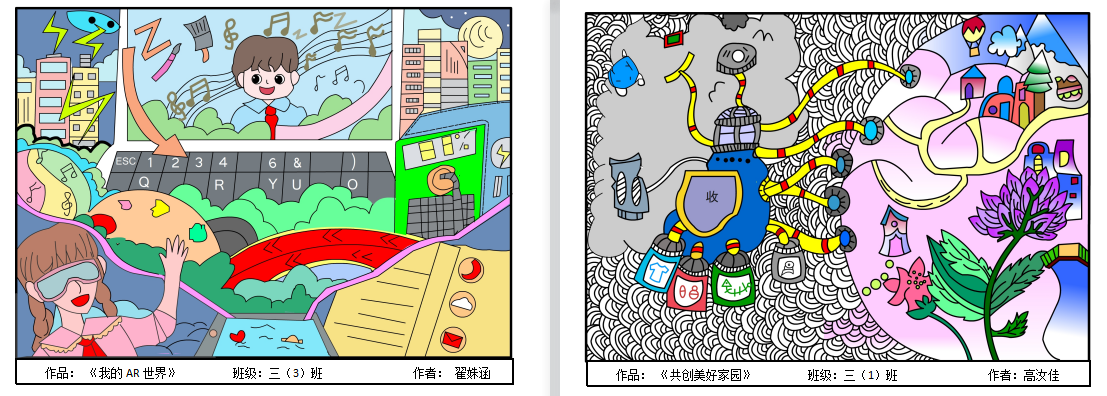 ESC 1 2 3 4 6 & )
Q R Y U O
作品：《我的AR世界》 班级：三（3）班 作者：翟姝涵
收
作品：《共创美好家园》 班级：三（1）班 作者：高汝佳